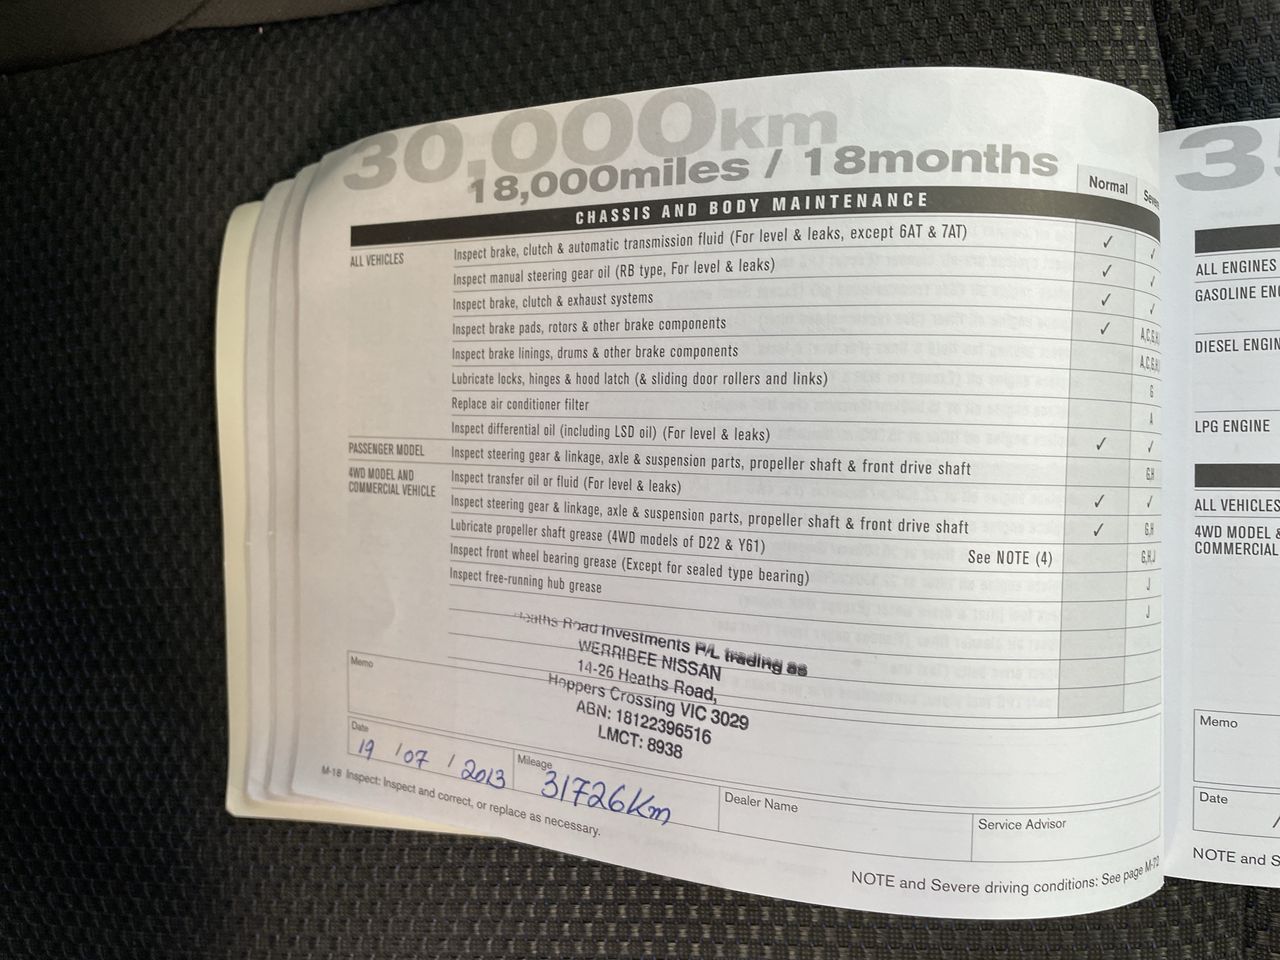 30,000km
18,000miles / 18months
Normal
CHASSIS AND BODY MAINTENANCE
ALL VEHICLES
Inspect brake, clutch & automatic transmission fluid (For level & leaks, except 6AT & 7AT) ✓ ✓
Inspect manual steering gear oil (RB type, For level & leaks) ✓ ✓
Inspect brake, clutch & exhaust systems ✓ ✓
Inspect brake pads, rotors & other brake components ✓ A,C,G,H
Inspect brake linings, drums & other brake components A,C,G,H
Lubricate locks, hinges & hood latch (& sliding door rollers and links) G
Replace air conditioner filter A
Inspect differential oil (including LSD oil) (For level & leaks) ✓ ✓
PASSENGER MODEL Inspect steering gear & linkage, axle & suspension parts, propeller shaft & front drive shaft G,H
4WD MODEL AND COMMERCIAL VEHICLE
Inspect transfer oil or fluid (For level & leaks) ✓ ✓
Inspect steering gear & linkage, axle & suspension parts, propeller shaft & front drive shaft ✓ G,H
Lubricate propeller shaft grease (4WD models of D22 & Y61) See NOTE (4) G,H,J
Inspect front wheel bearing grease (Except for sealed type bearing) J
Inspect free-running hub grease J
Heaths Road Investments P/L trading as
WERRIBEE NISSAN
14-26 Heaths Road,
Hoppers Crossing VIC 3029
ABN: 18122396516
LMCT: 8938
Memo
Date
19 / 07 / 2013
Mileage
31726Km
Dealer Name
Service Advisor
M-18 Inspect: Inspect and correct, or replace as necessary.
NOTE and Severe driving conditions: See page
ALL ENGINES
DIESEL
LPG ENGINE
ALL VEHICLES
4WD MODEL &
COMMERCIAL
Memo
Date
/
NOTE and